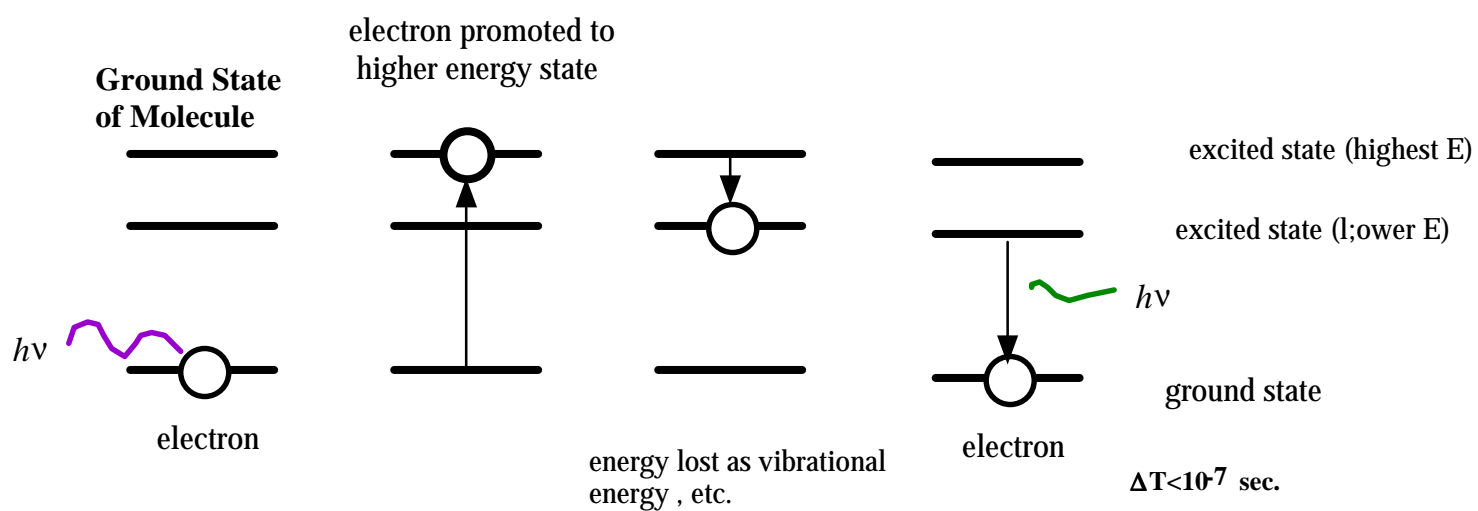 electron promoted to
higher energy state
Ground State
of Molecule
excited state (highest E)
excited state (l;ower E)
hν
hν
ground state
electron
electron
energy lost as vibrational
energy , etc.
ΔT<10-7 sec.